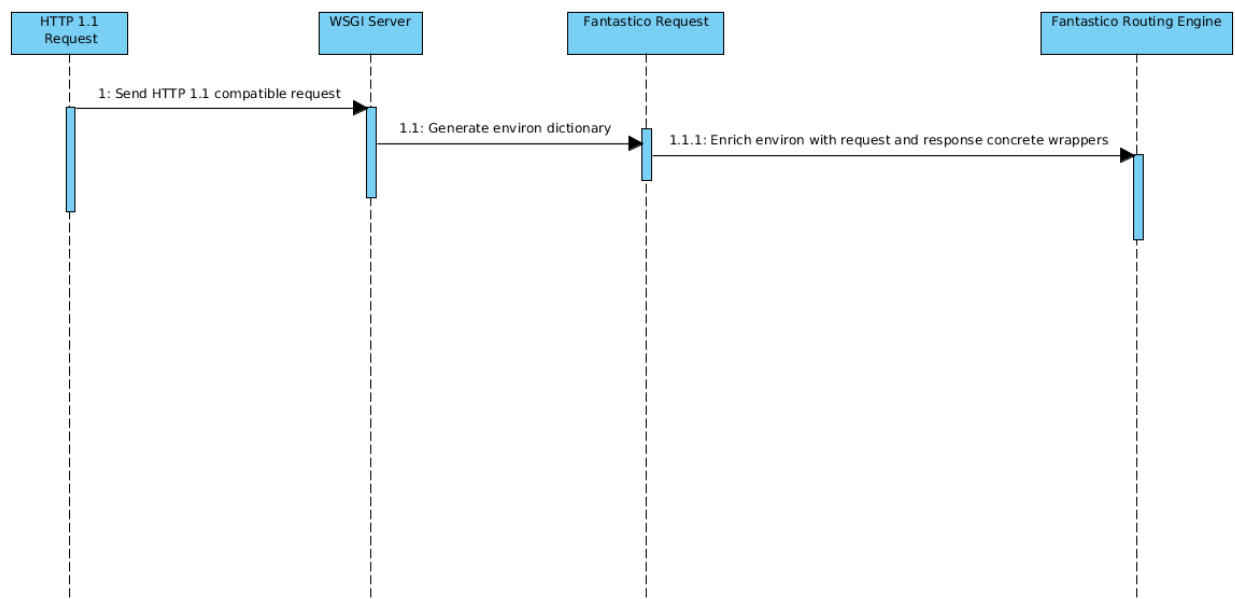 HTTP 1.1
Request
WSGI Server
Fantastico Request
Fantastico Routing Engine
1: Send HTTP 1.1 compatible request
1.1: Generate environ dictionary
1.1.1: Enrich environ with request and response concrete wrappers